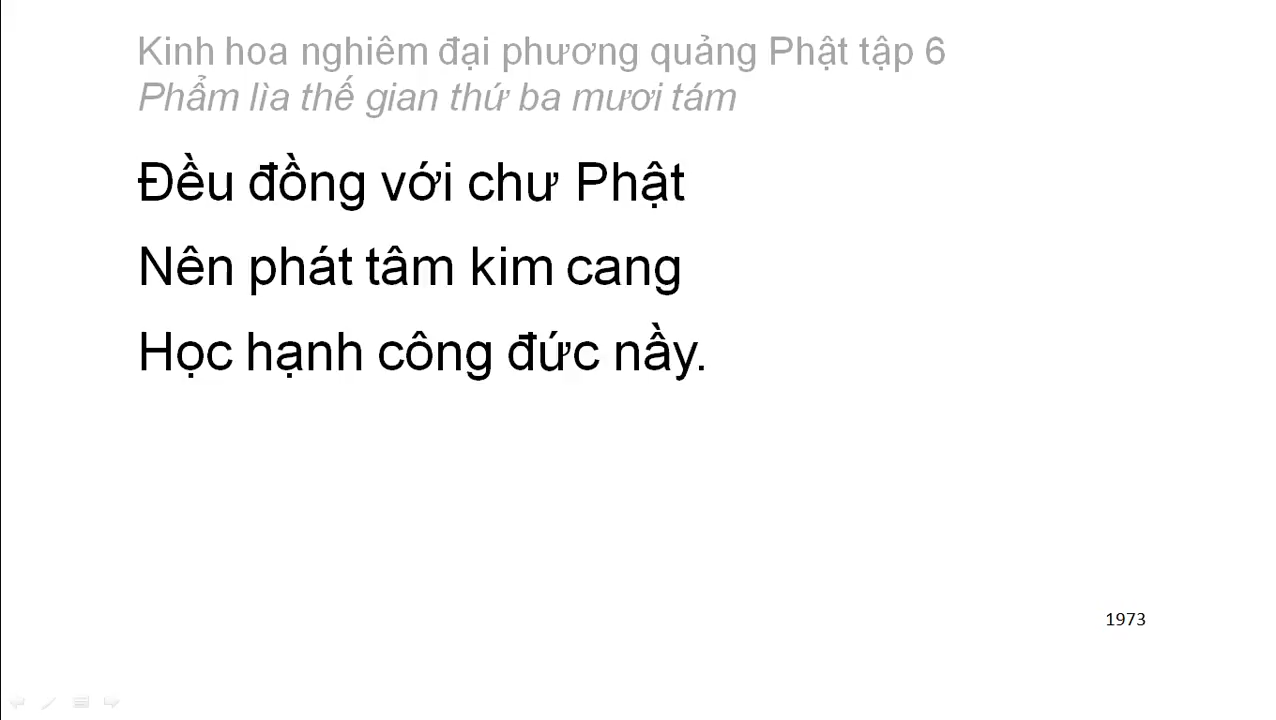 Kinh hoa nghiêm đại phương quảng Phật tập 6
Phẩm lìa thế gian thứ ba mươi tám
Đều đồng với chư Phật
Nên phát tâm kim cang
Học hạnh công đức nầy.
1973